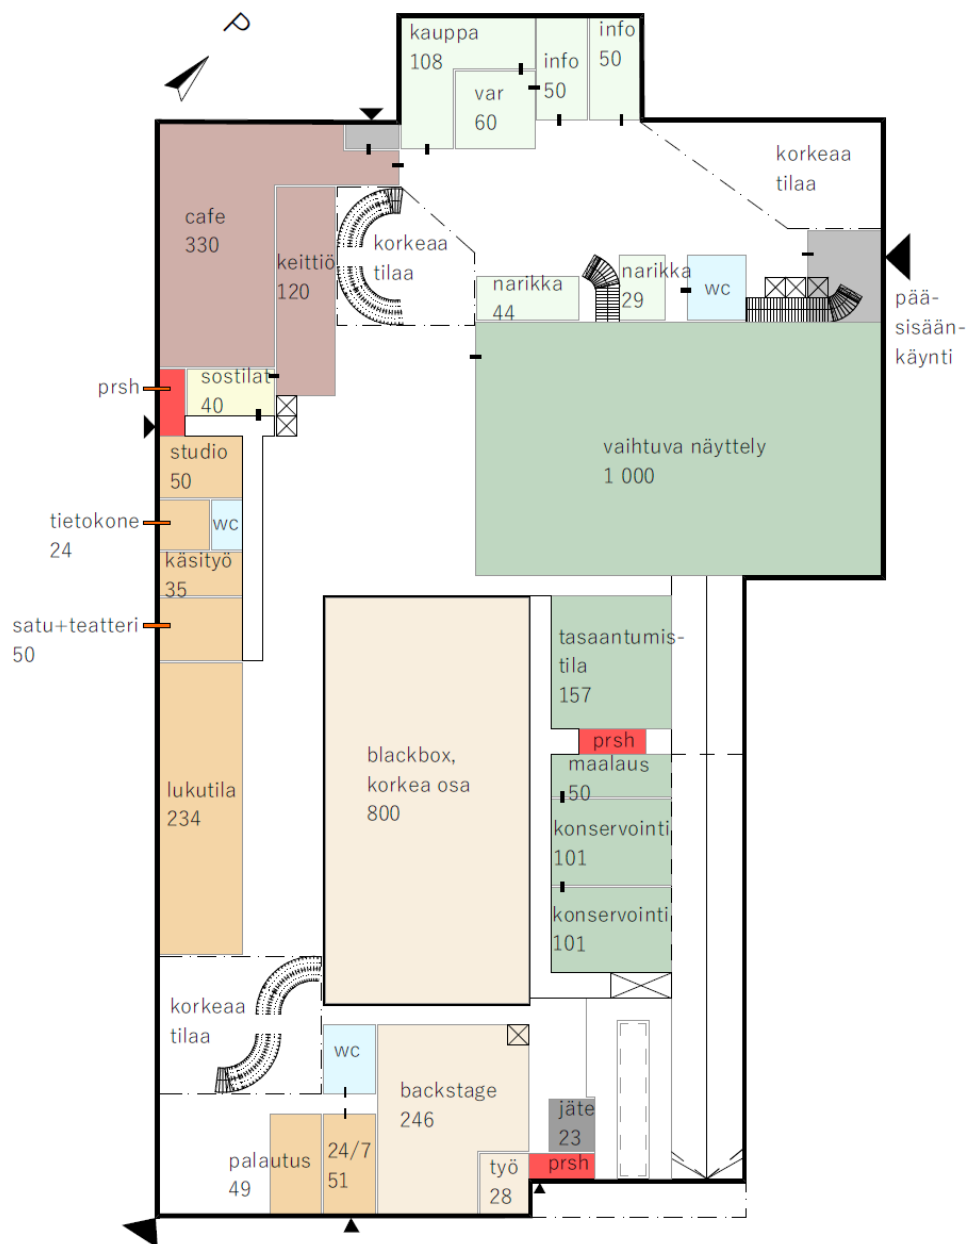 P
kauppa
108
info
50
info
50
var
60
korkeaa
tilaa
cafe
330
keittiö
120
korkeaa
tilaa
narikka
44
narikka
29
wc
pää-
sisään-
käynti
prsh
sostilat
40
vaihtuva näyttely
1 000
studio
50
tietokone
24
wc
käsityö
35
satu+teatteri
50
tasaantumis-
tila
157
prsh
blackbox,
korkea osa
800
maalaus
50
lukutila
234
konservointi
101
konservointi
101
korkeaa
tilaa
wc
backstage
246
jäte
23
palautus
49
24/7
51
työ
28
prsh